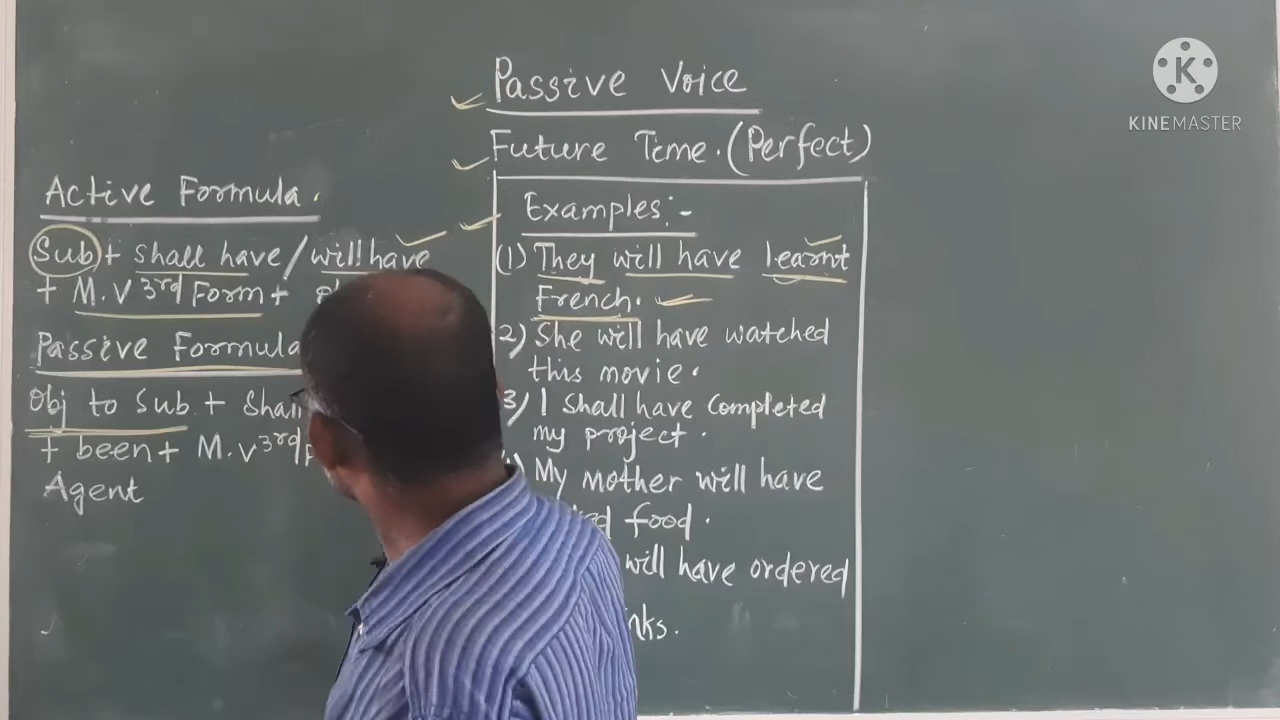 Passive Voice
Future Time. (Perfect)
Active Formula.
Sub + shall have / will have
+ M.V 3rd Form +
Passive Formula
Obj to Sub +
+ been + M.V 3rd
Agent
Examples:-
(1) They will have learnt
French.
2) She will have watched
this movie.
3) I shall have completed
my project.
My mother will have
food.
will have ordered
KINEMASTER